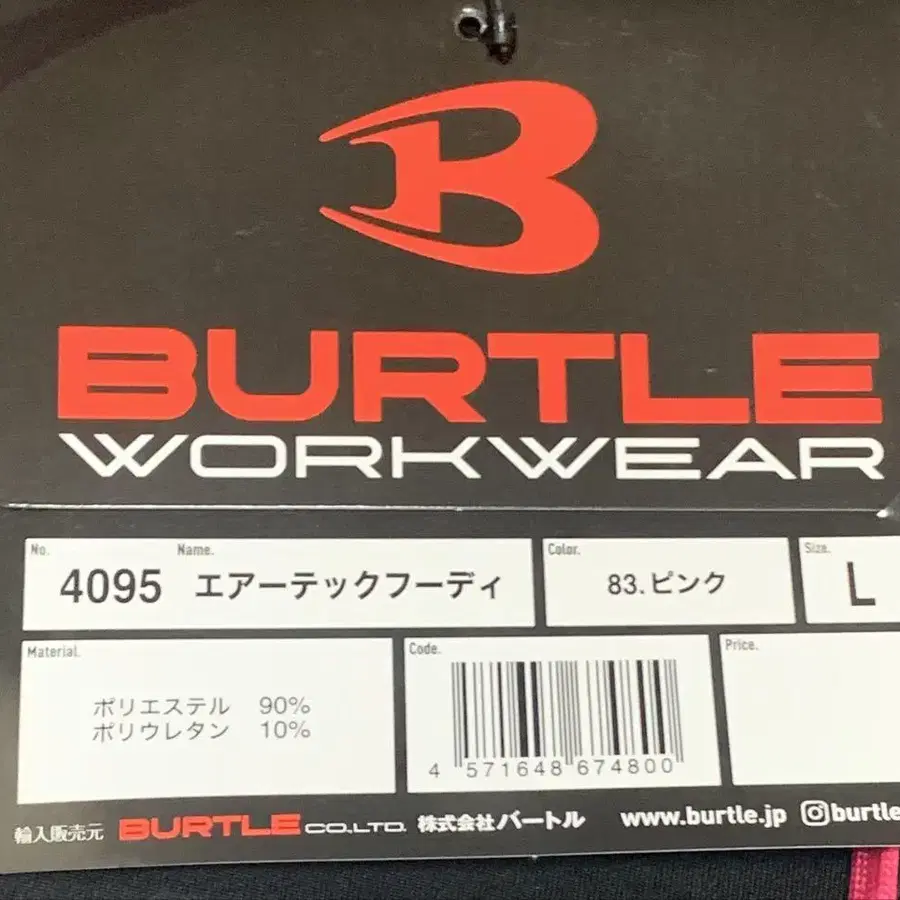 BURTLE
WORKWEAR
No. Name. Color. Size.
4095 エアーテックフーディ 83.ピンク L
Material. Code. Price.
ポリエステル 90%
ポリウレタン 10%
4 571648 674800
輸入販売元 BURTLE CO.LTD. 株式会社バートル www.burtle.jp burtle